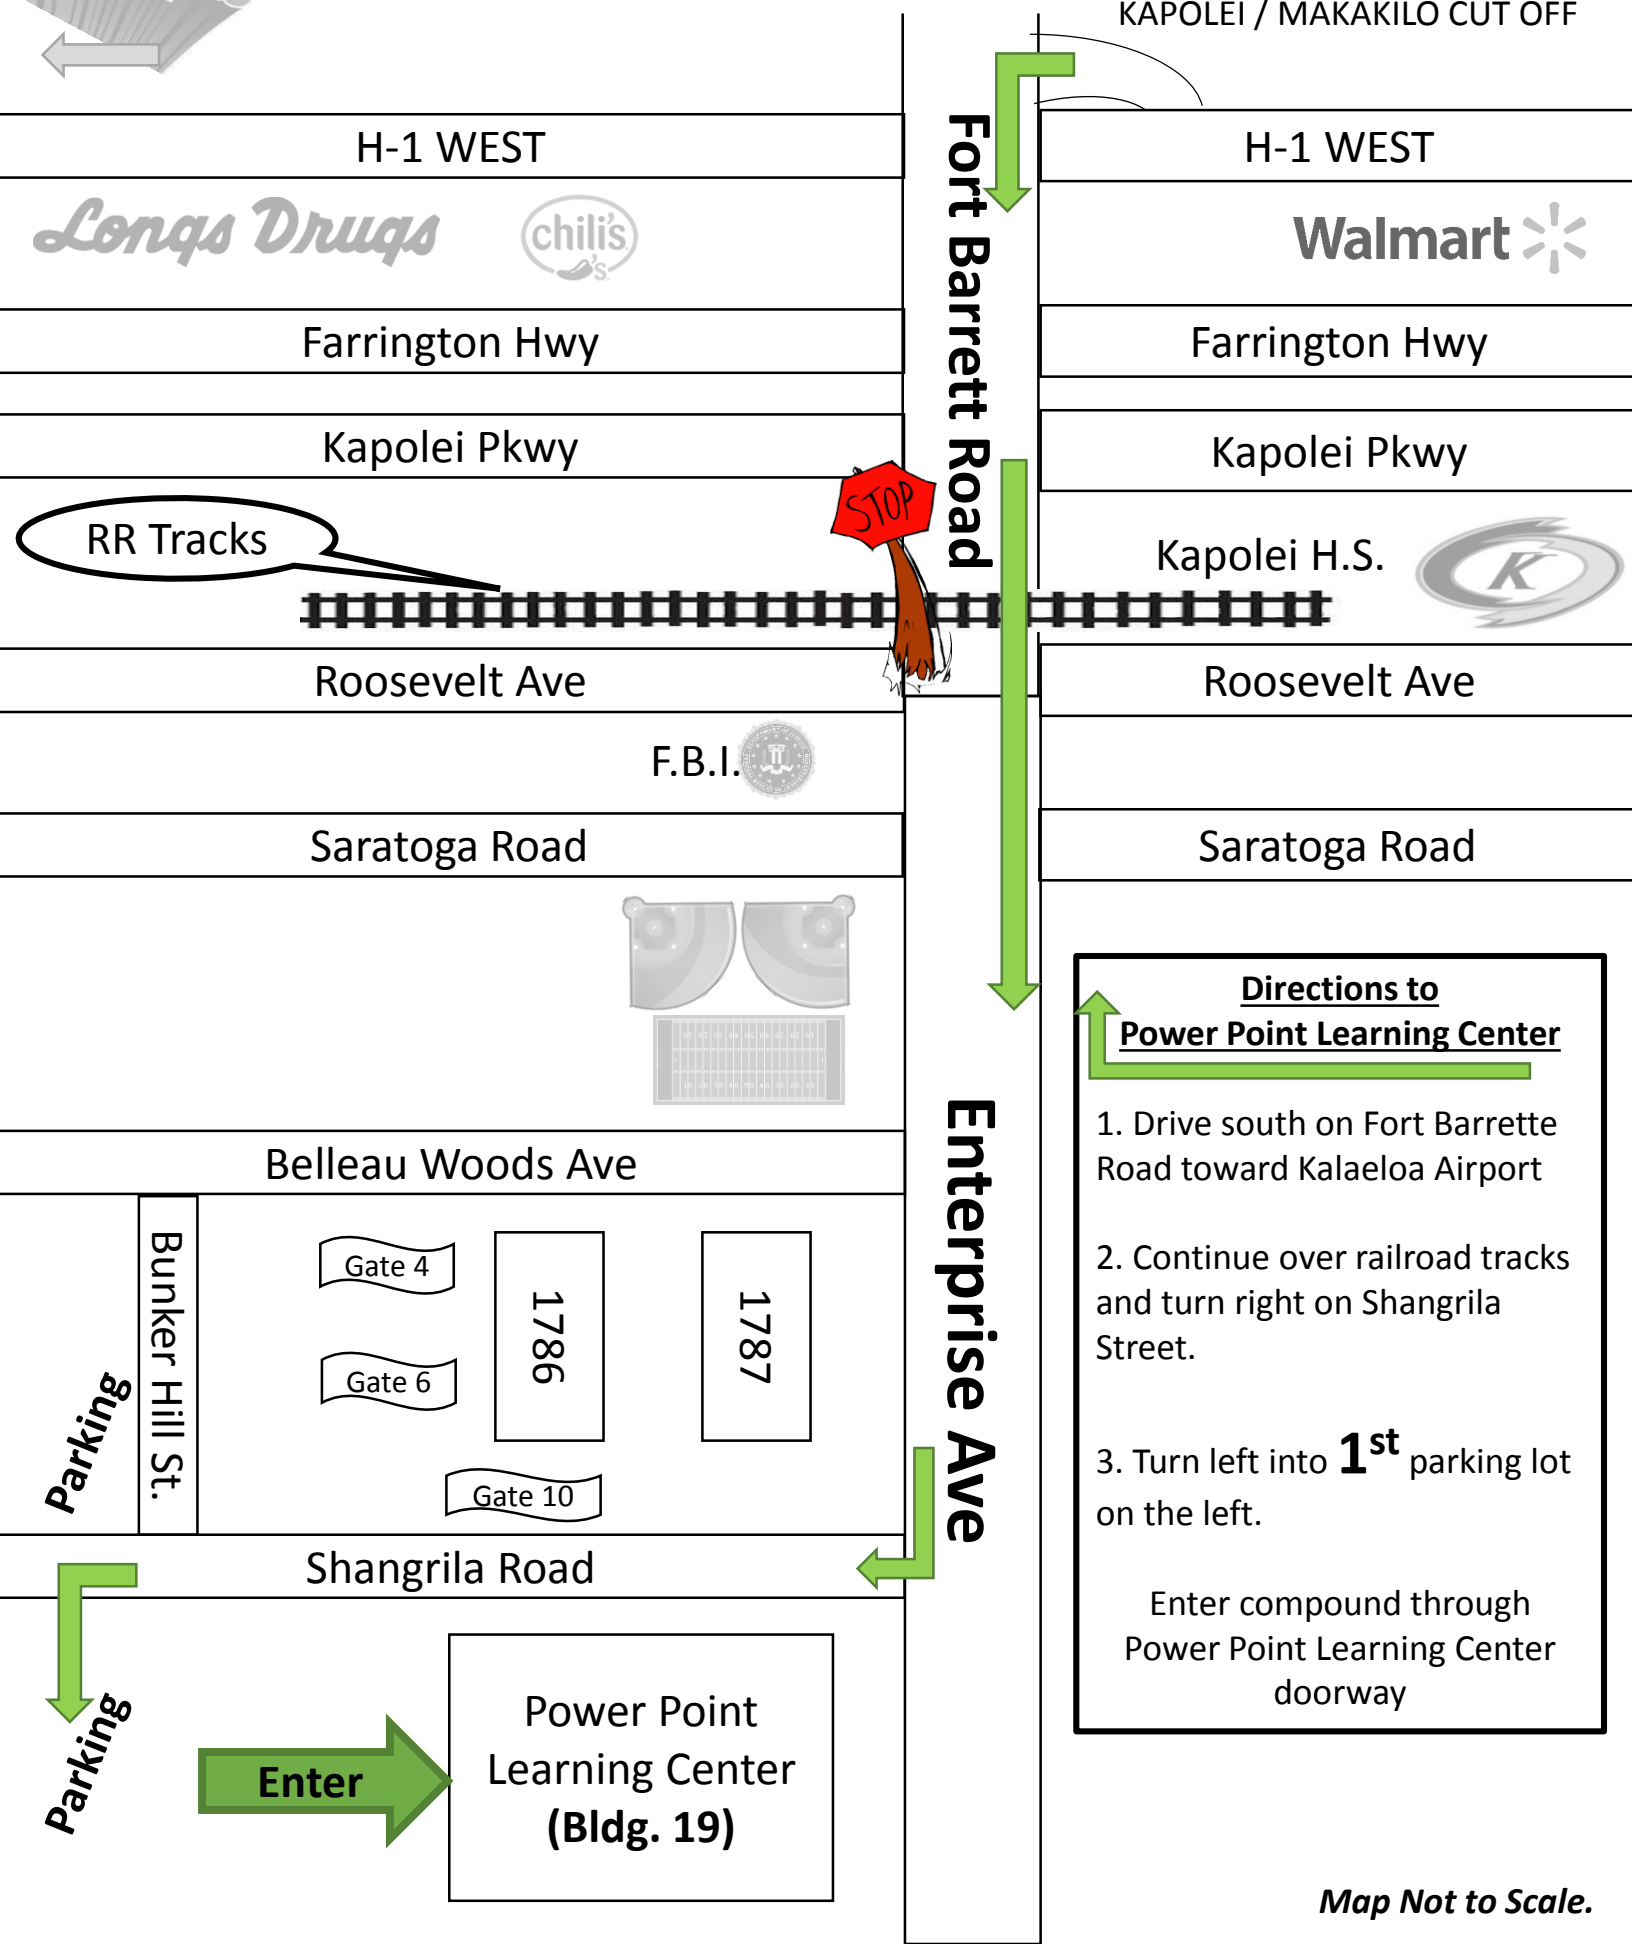 KAPOLEI / MAKAKILO CUT OFF
H-1 WEST
H-1 WEST
Fort Barrett Road
Longs Drugs
chili's
Walmart
Farrington Hwy
Farrington Hwy
Kapolei Pkwy
Kapolei Pkwy
STOP
RR Tracks
Kapolei H.S.
K
Roosevelt Ave
Roosevelt Ave
F.B.I.
Saratoga Road
Saratoga Road
Belleau Woods Ave
Enterprise Ave
Bunker Hill St.
Gate 4
Gate 6
Gate 10
1786
1787
Parking
Shangrila Road
Parking
Enter
Power Point
Learning Center
(Bldg. 19)
Directions to
Power Point Learning Center
1. Drive south on Fort Barrette
Road toward Kalaeloa Airport
2. Continue over railroad tracks
and turn right on Shangrila
Street.
3. Turn left into 1st parking lot
on the left.
Enter compound through
Power Point Learning Center
doorway
Map Not to Scale.